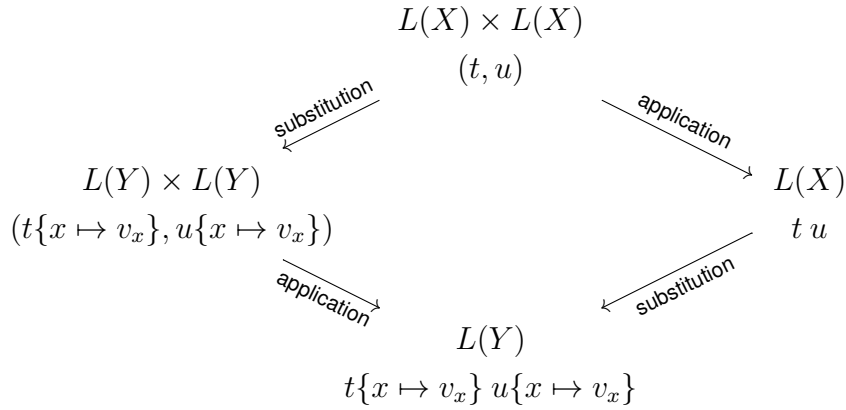 L(X) × L(X)
(t, u)
substitution
application
L(Y) × L(Y)
L(X)
(t{x ↦ v_x}, u{x ↦ v_x})
t u
application
substitution
L(Y)
t{x ↦ v_x} u{x ↦ v_x}